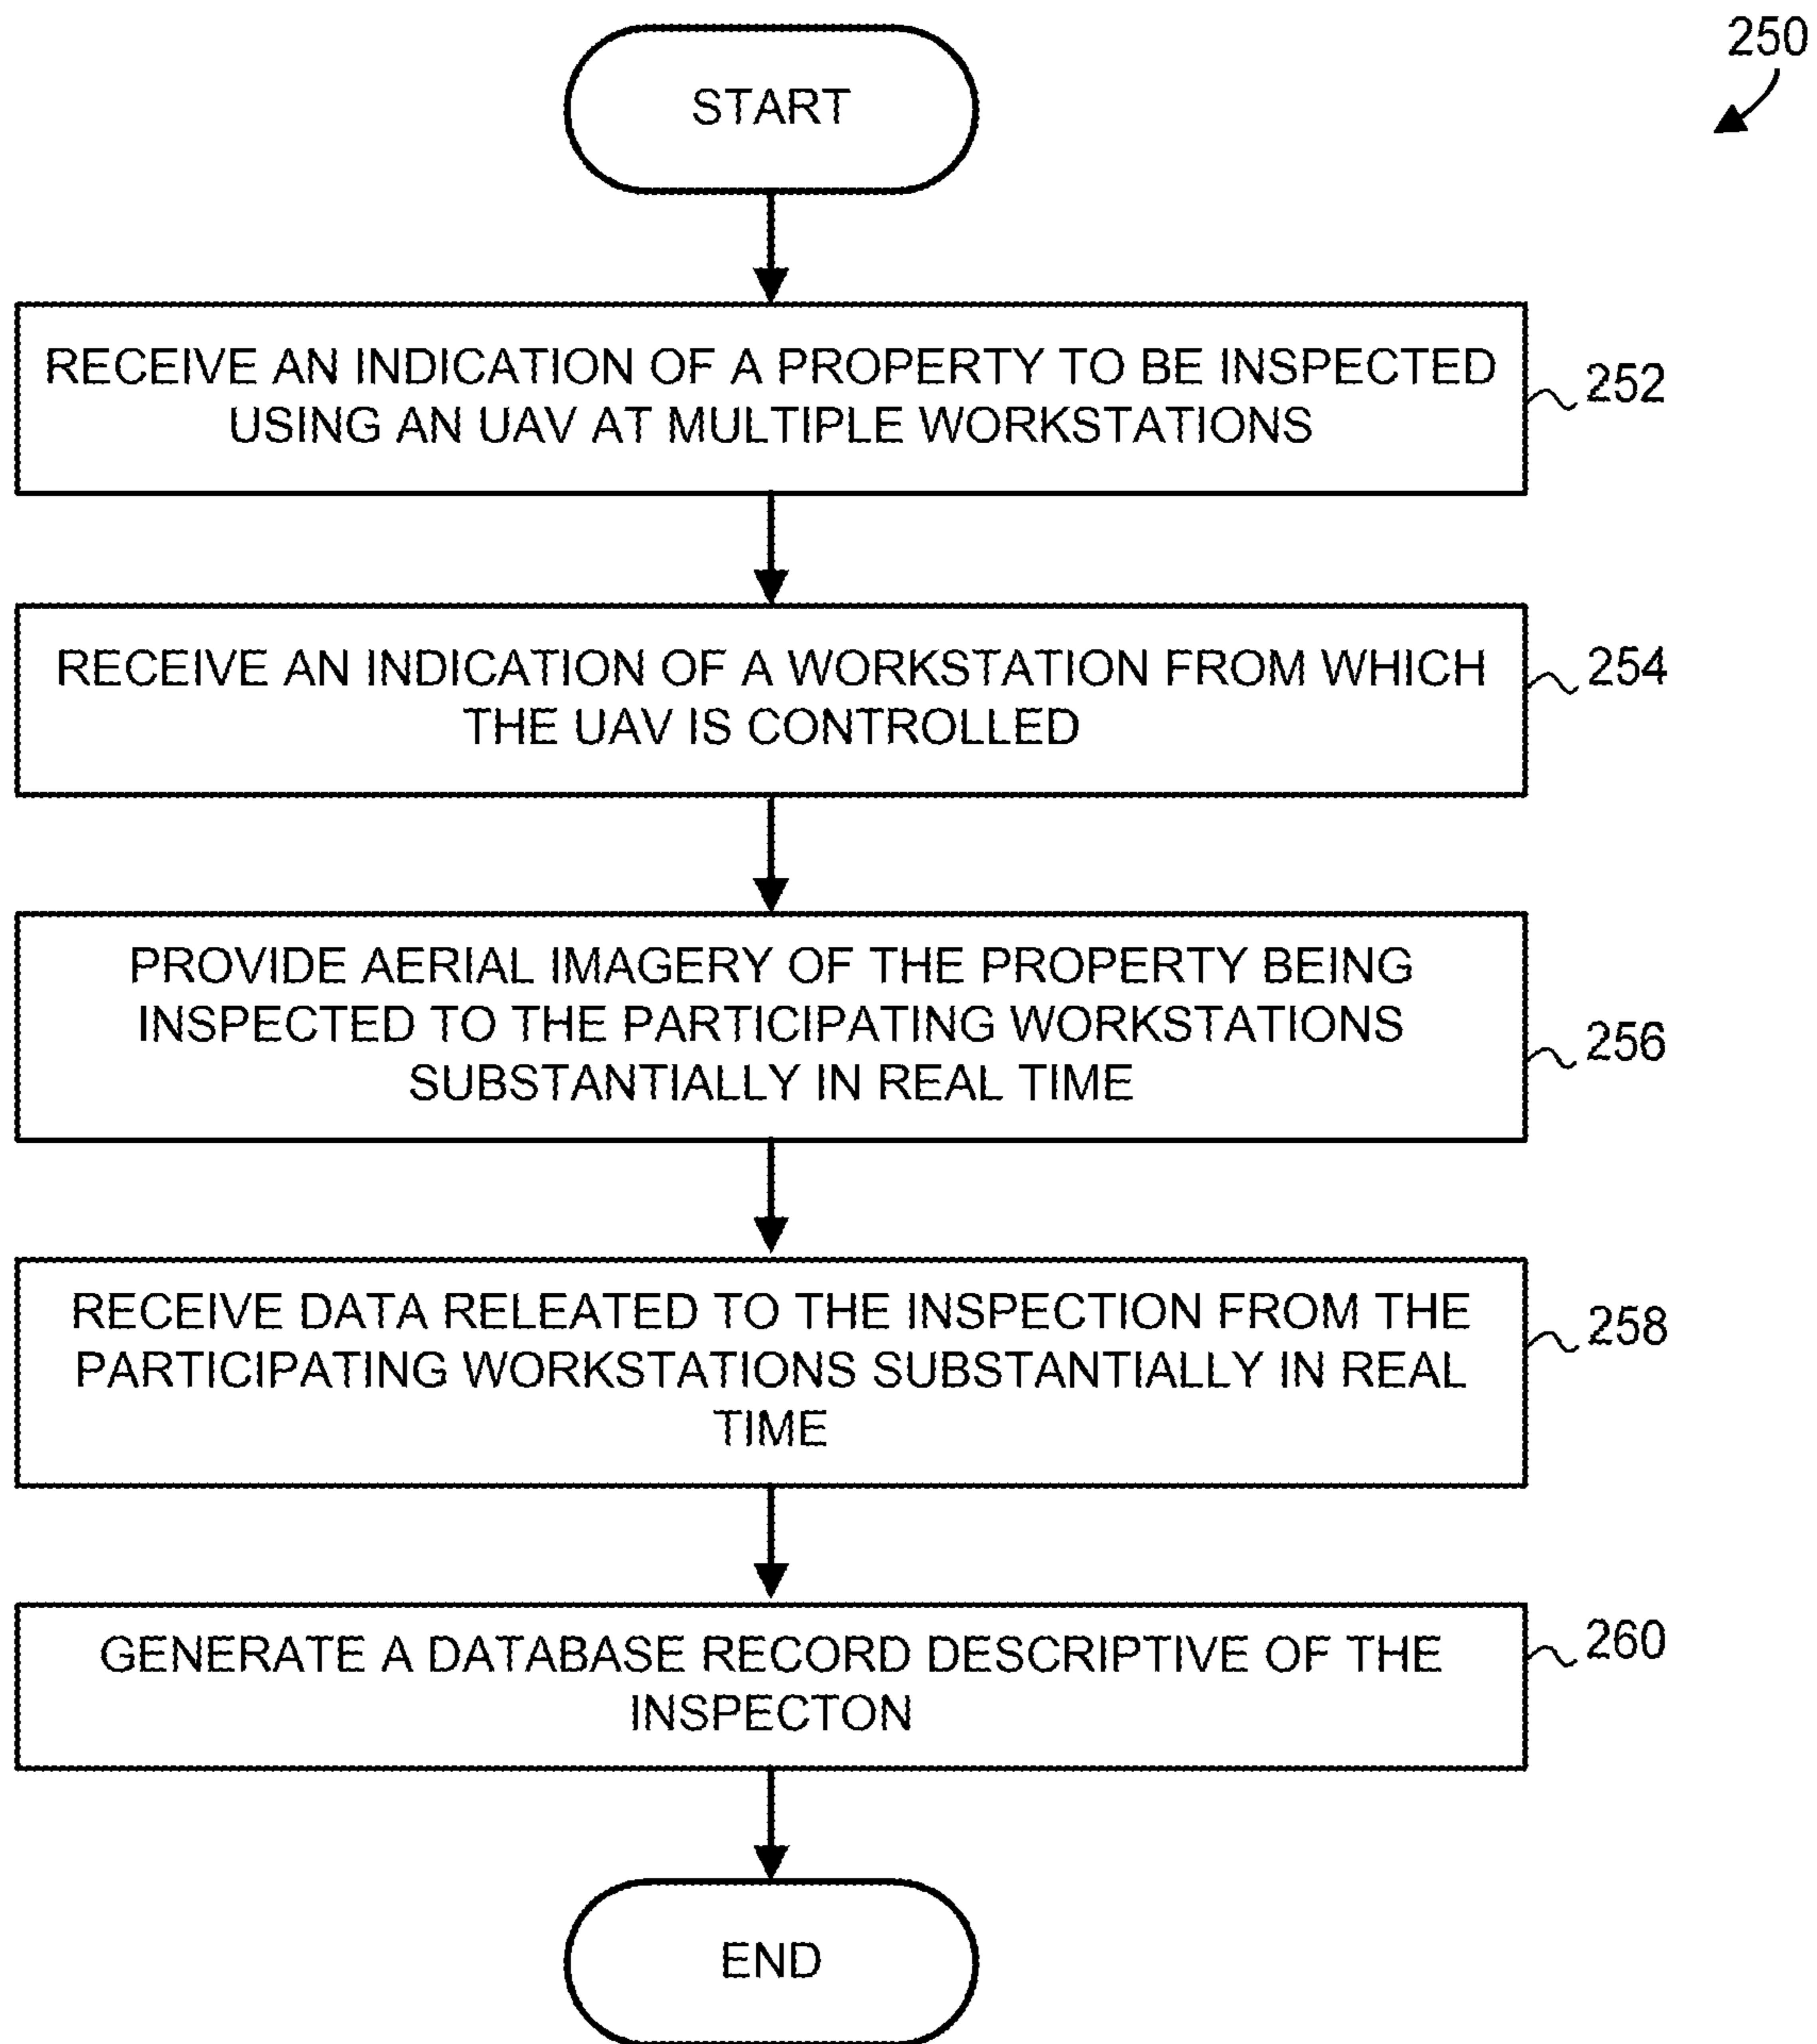 250
START
RECEIVE AN INDICATION OF A PROPERTY TO BE INSPECTED
USING AN UAV AT MULTIPLE WORKSTATIONS
252
RECEIVE AN INDICATION OF A WORKSTATION FROM WHICH
THE UAV IS CONTROLLED
254
PROVIDE AERIAL IMAGERY OF THE PROPERTY BEING
INSPECTED TO THE PARTICIPATING WORKSTATIONS
SUBSTANTIALLY IN REAL TIME
256
RECEIVE DATA RELEATED TO THE INSPECTION FROM THE
PARTICIPATING WORKSTATIONS SUBSTANTIALLY IN REAL
TIME
258
GENERATE A DATABASE RECORD DESCRIPTIVE OF THE
INSPECTON
260
END